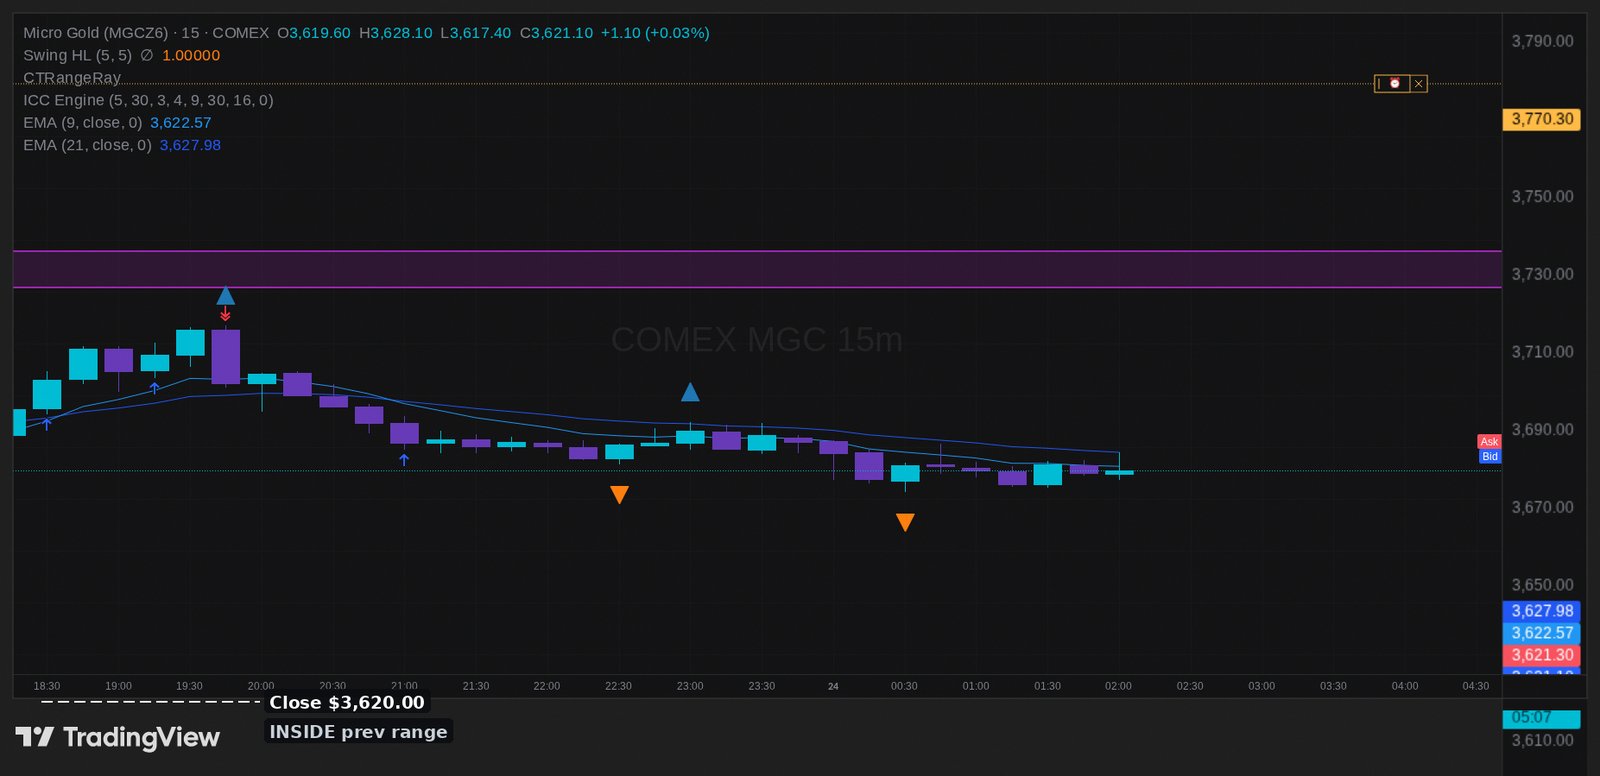 Micro Gold (MGCZ6) · 15 · COMEX O3,619.60 H3,628.10 L3,617.40 C3,621.10 +1.10 (+0.03%)
Swing HL (5, 5) ∅ 1.00000
CTRangeRay
ICC Engine (5, 30, 3, 4, 9, 30, 16, 0)
EMA (9, close, 0) 3,622.57
EMA (21, close, 0) 3,627.98
3,790.00
3,770.30
3,750.00
3,730.00
3,710.00
3,690.00
3,670.00
3,650.00
3,627.98
3,622.57
3,621.30
05:07
3,610.00
COMEX MGC 15m
Ask
Bid
18:30 19:00 19:30 20:00 20:30 21:00 21:30 22:00 22:30 23:00 23:30 24 00:30 01:00 01:30 02:00 02:30 03:00 03:30 04:00 04:30
Close $3,620.00
INSIDE prev range
TradingView